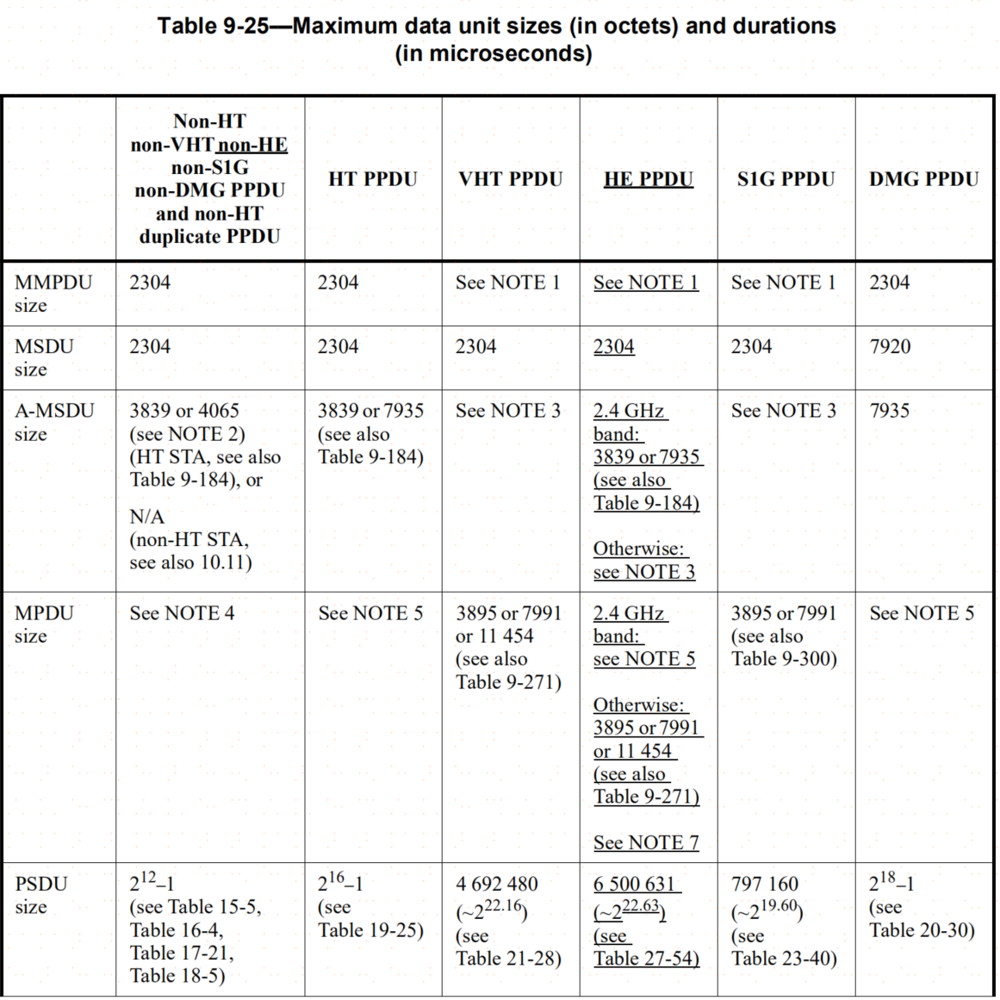 Table 9-25—Maximum data unit sizes (in octets) and durations
(in microseconds)
Non-HT
non-VHT non-HE
non-S1G
non-DMG PPDU
and non-HT
duplicate PPDU
HT PPDU
VHT PPDU
HE PPDU
S1G PPDU
DMG PPDU
MMPDU
size
2304
2304
See NOTE 1
See NOTE 1
See NOTE 1
2304
MSDU
size
2304
2304
2304
2304
2304
7920
A-MSDU
size
3839 or 4065
(see NOTE 2)
(HT STA, see also
Table 9-184), or
N/A
(non-HT STA,
see also 10.11)
3839 or 7935
(see also
Table 9-184)
See NOTE 3
2.4 GHz
band:
3839 or 7935
(see also
Table 9-184)
Otherwise:
see NOTE 3
See NOTE 3
7935
MPDU
size
See NOTE 4
See NOTE 5
3895 or 7991
or 11 454
(see also
Table 9-271)
2.4 GHz
band:
see NOTE 5
Otherwise:
3895 or 7991
or 11 454
(see also
Table 9-271)
See NOTE 7
3895 or 7991
(see also
Table 9-300)
See NOTE 5
PSDU
size
2^12–1
(see Table 15-5,
Table 16-4,
Table 17-21,
Table 18-5)
2^16–1
(see
Table 19-25)
4 692 480
(~2^22.16)
(see
Table 21-28)
6 500 631
(~2^22.63)
(see
Table 27-54)
797 160
(~2^19.60)
(see
Table 23-40)
2^18–1
(see
Table 20-30)